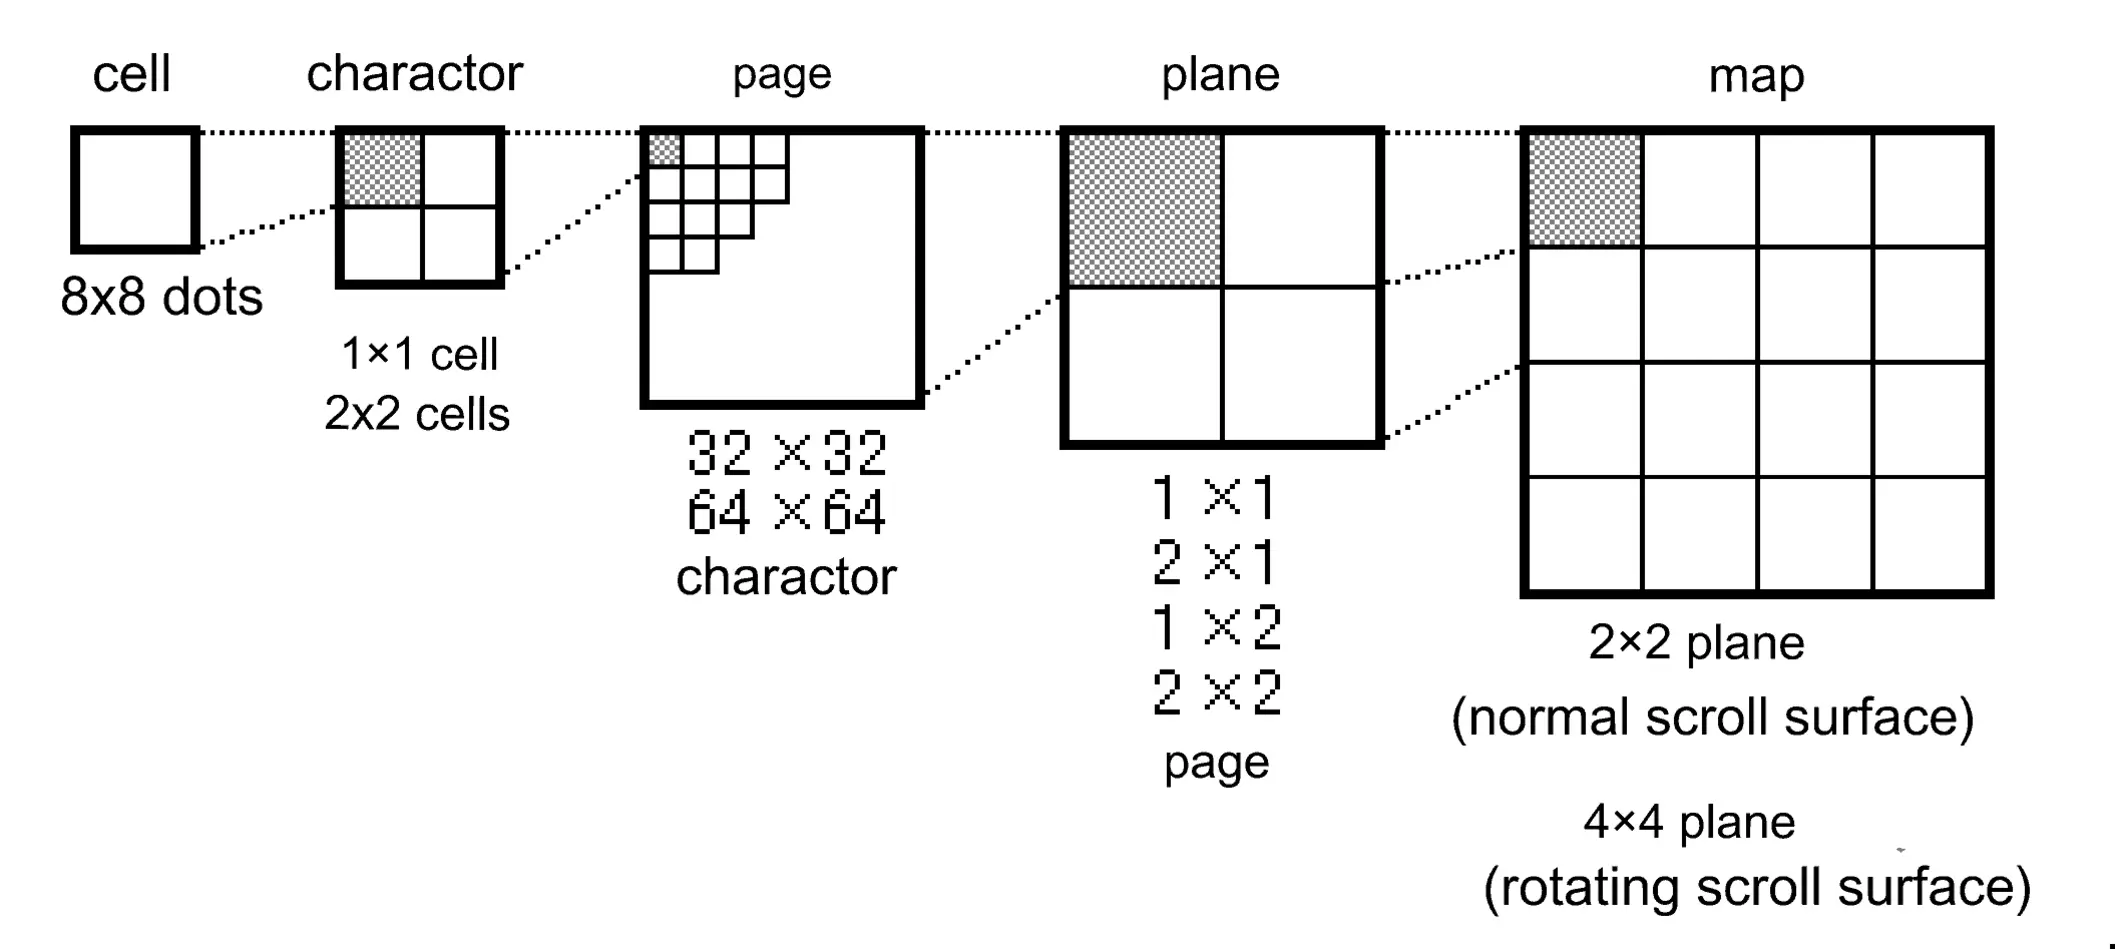 cell
charactor
page
plane
map
8x8 dots
1×1 cell
2x2 cells
32×32
64×64
charactor
1×1
2×1
1×2
2×2
page
2×2 plane
(normal scroll surface)
4×4 plane
(rotating scroll surface)